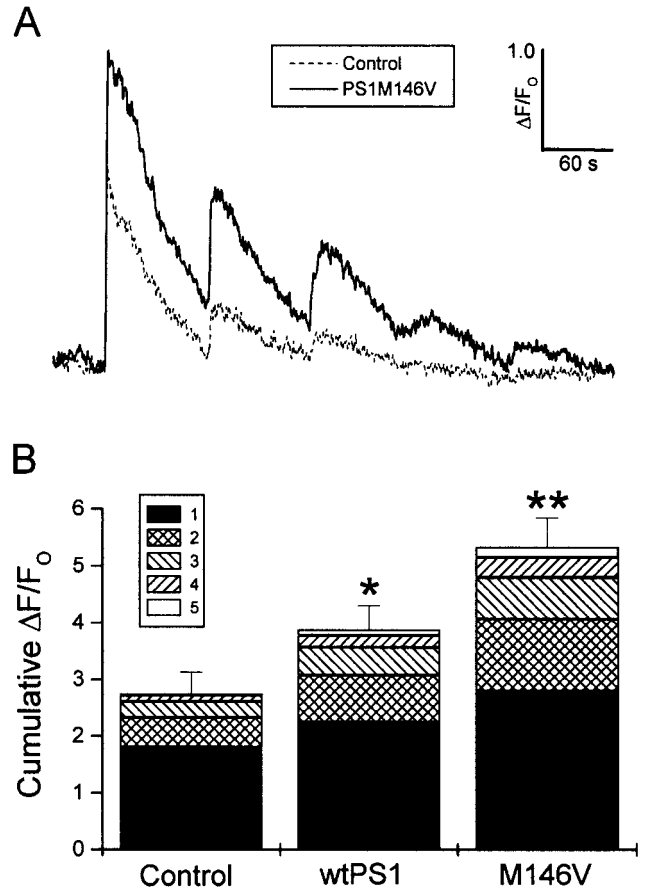 A
Control
PS1M146V
1.0
ΔF/F₀
60 s
B
Cumulative ΔF/F₀
6
5
4
3
2
1
0
1
2
3
4
5
*
**
Control
wtPS1
M146V